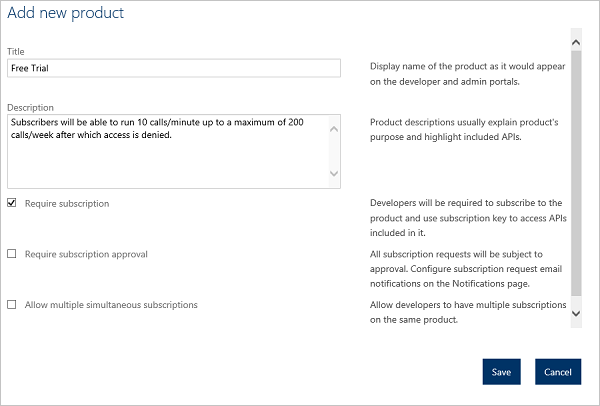 Add new product
Title
Free Trial
Display name of the product as it would appear
on the developer and admin portals.
Description
Subscribers will be able to run 10 calls/minute up to a maximum of 200
calls/week after which access is denied.
Product descriptions usually explain product's
purpose and highlight included APIs.
Require subscription
Developers will be required to subscribe to the
product and use subscription key to access APIs
included in it.
Require subscription approval
All subscription requests will be subject to
approval. Configure subscription request email
notifications on the Notifications page.
Allow multiple simultaneous subscriptions
Allow developers to have multiple subscriptions
on the same product.
Save
Cancel